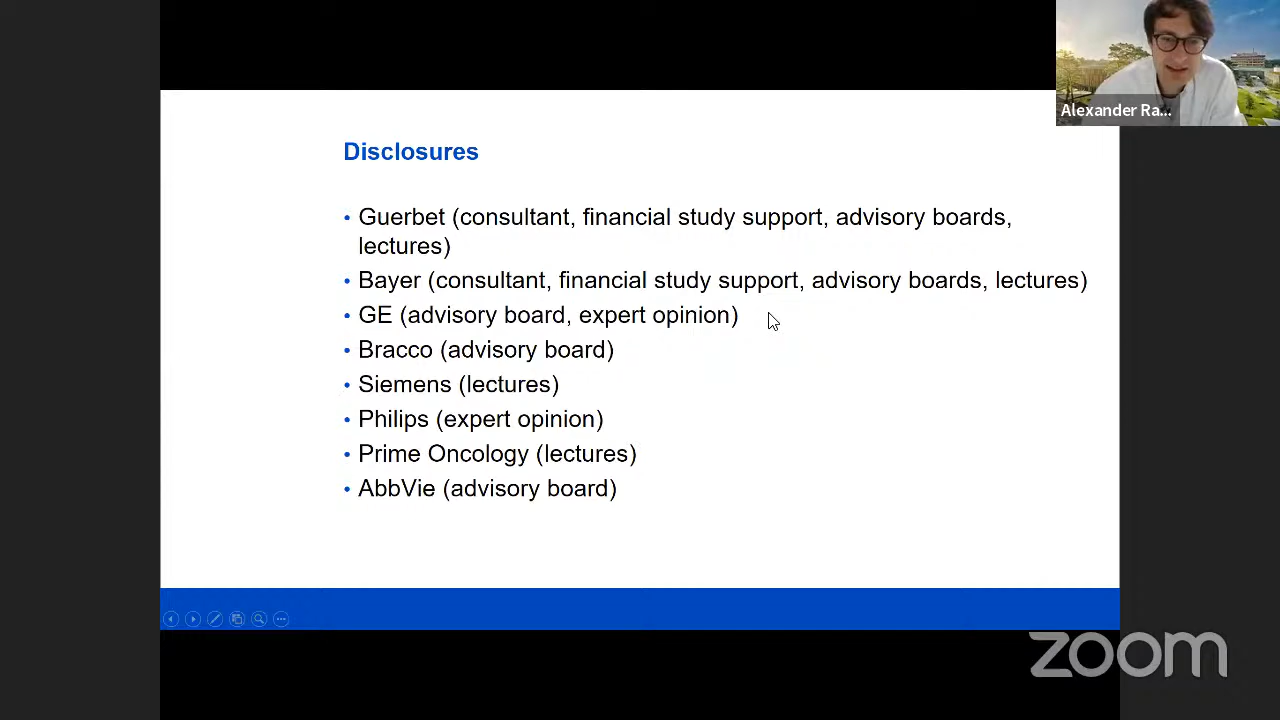 Alexander Ra...
Disclosures
• Guerbet (consultant, financial study support, advisory boards,
lectures)
• Bayer (consultant, financial study support, advisory boards, lectures)
• GE (advisory board, expert opinion)
• Bracco (advisory board)
• Siemens (lectures)
• Philips (expert opinion)
• Prime Oncology (lectures)
• AbbVie (advisory board)
zoom